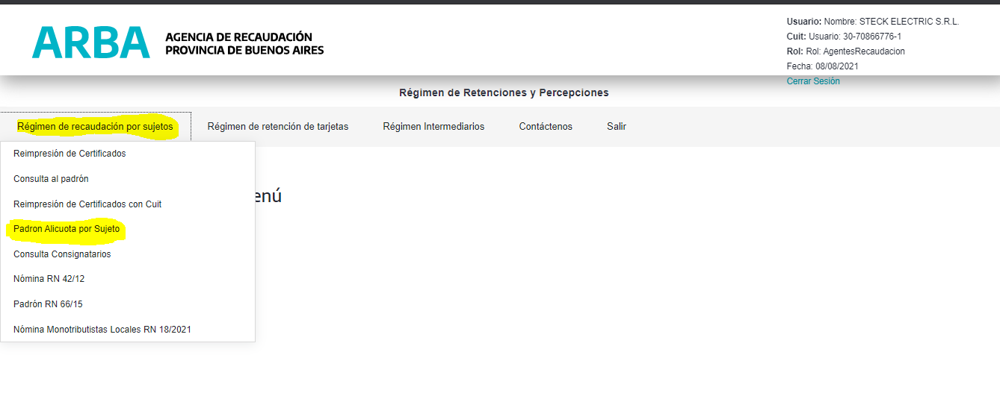 ARBA
AGENCIA DE RECAUDACIÓN
PROVINCIA DE BUENOS AIRES
Usuario: Nombre: STECK ELECTRIC S.R.L.
Cuit: Usuario: 30-70866776-1
Rol: Rol: AgentesRecaudacion
Fecha: 08/08/2021
Cerrar Sesión
Régimen de Retenciones y Percepciones
Régimen de recaudación por sujetos
Régimen de retención de tarjetas
Régimen Intermediarios
Contáctenos
Salir
Reimpresión de Certificados
Consulta al padrón
Reimpresión de Certificados con Cuit
Padron Alicuota por Sujeto
Consulta Consignatarios
Nómina RN 42/12
Padrón RN 66/15
Nómina Monotributistas Locales RN 18/2021
enú